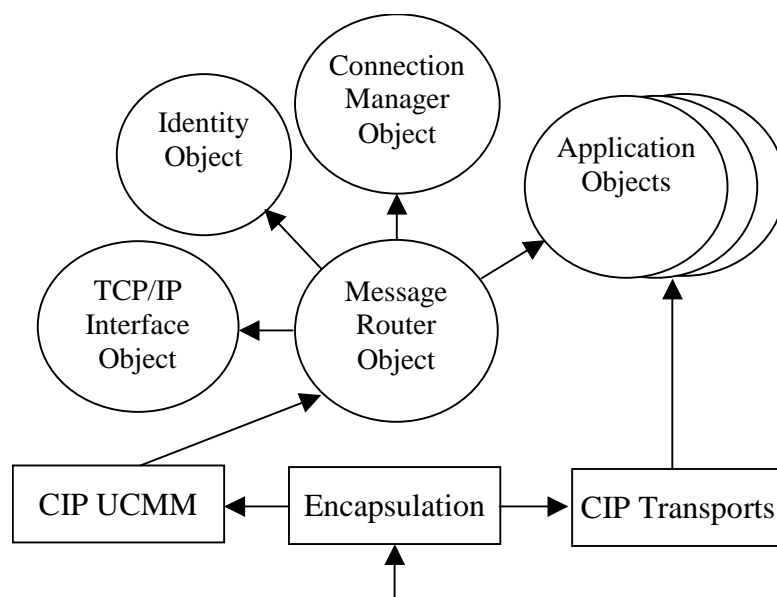 Connection
Manager
Object
Identity
Object
Application
Objects
TCP/IP
Interface
Object
Message
Router
Object
CIP UCMM
Encapsulation
CIP Transports